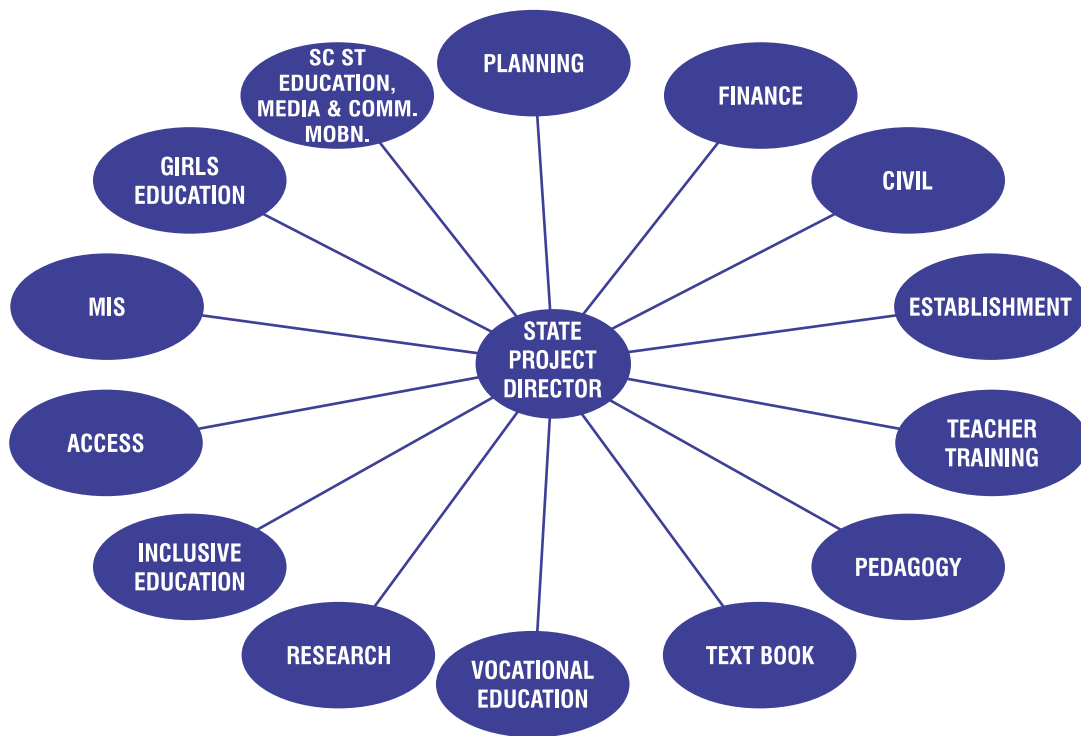 PLANNING
FINANCE
CIVIL
ESTABLISHMENT
TEACHER
TRAINING
PEDAGOGY
TEXT BOOK
VOCATIONAL
EDUCATION
RESEARCH
INCLUSIVE
EDUCATION
ACCESS
MIS
GIRLS
EDUCATION
SC ST
EDUCATION,
MEDIA & COMM.
MOBN.
STATE
PROJECT
DIRECTOR